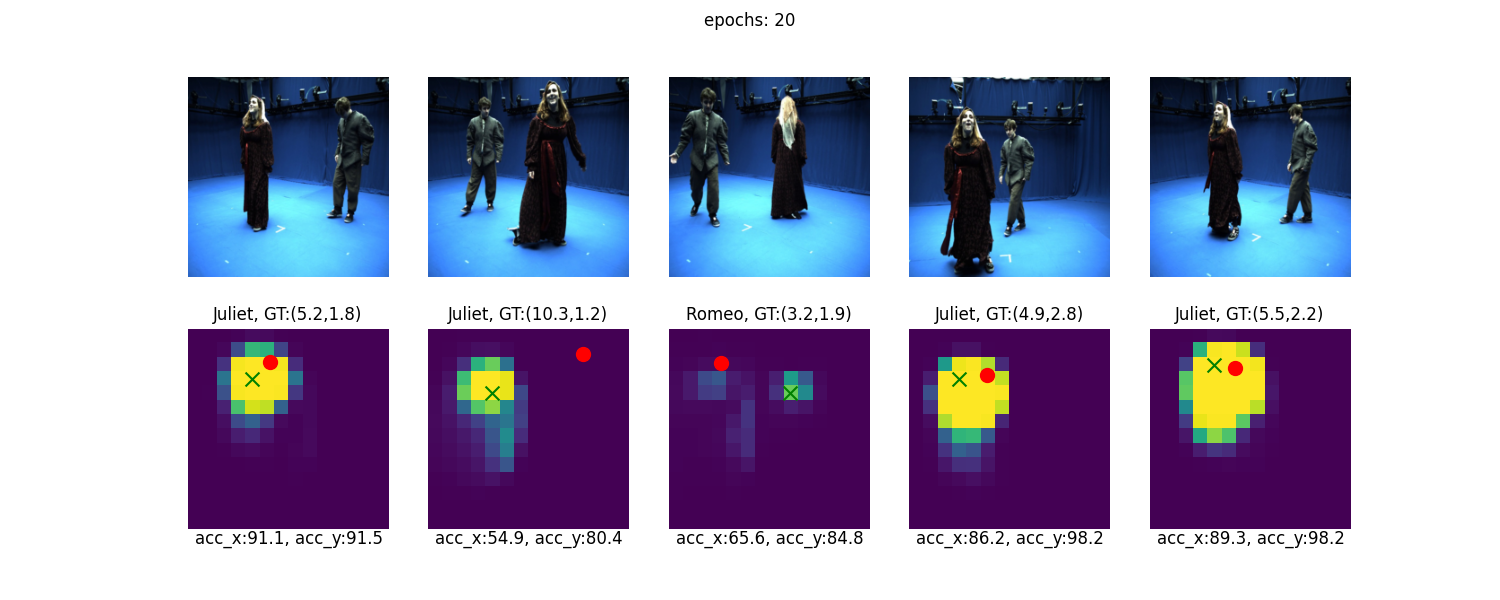 epochs: 20
Juliet, GT:(5.2,1.8)
Juliet, GT:(10.3,1.2)
Romeo, GT:(3.2,1.9)
Juliet, GT:(4.9,2.8)
Juliet, GT:(5.5,2.2)
acc_x:91.1, acc_y:91.5
acc_x:54.9, acc_y:80.4
acc_x:65.6, acc_y:84.8
acc_x:86.2, acc_y:98.2
acc_x:89.3, acc_y:98.2